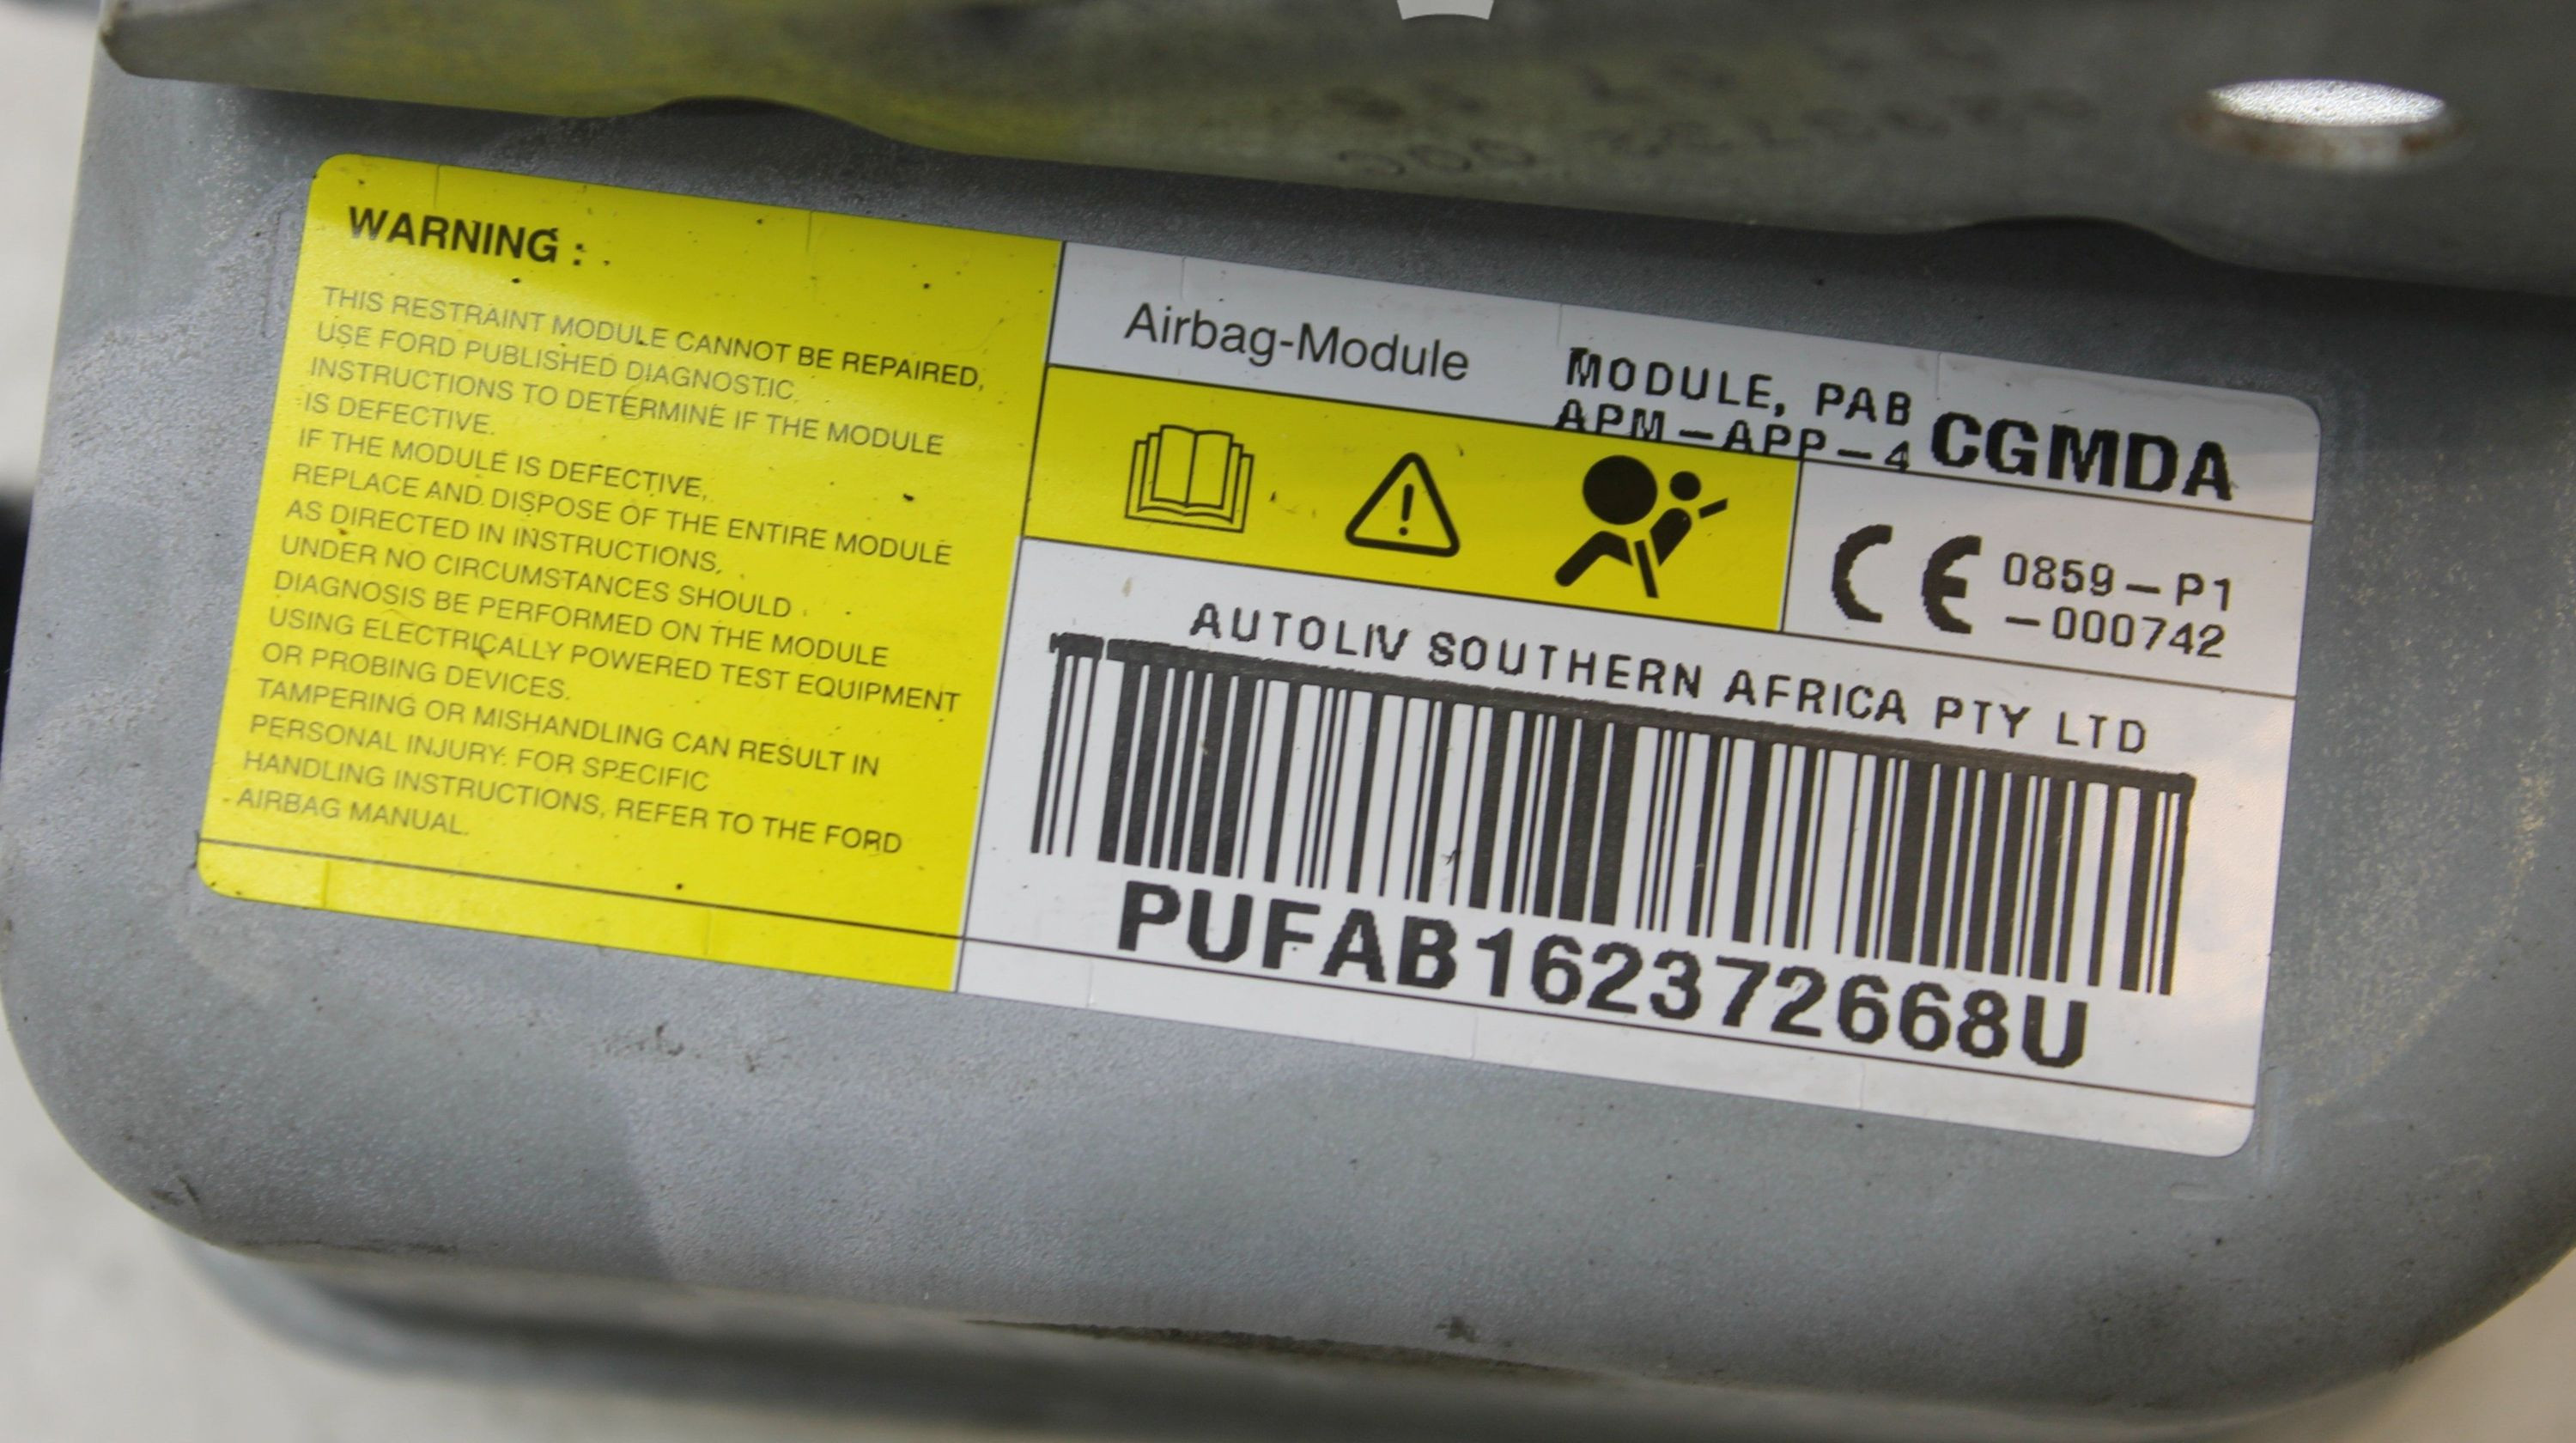 WARNING :
THIS RESTRAINT MODULE CANNOT BE REPAIRED,
USE FORD PUBLISHED DIAGNOSTIC
INSTRUCTIONS TO DETERMINE IF THE MODULE
IS DEFECTIVE.
IF THE MODULE IS DEFECTIVE,
REPLACE AND DISPOSE OF THE ENTIRE MODULE
AS DIRECTED IN INSTRUCTIONS,
UNDER NO CIRCUMSTANCES SHOULD
DIAGNOSIS BE PERFORMED ON THE MODULE
USING ELECTRICALLY POWERED TEST EQUIPMENT
OR PROBING DEVICES.
TAMPERING OR MISHANDLING CAN RESULT IN
PERSONAL INJURY. FOR SPECIFIC
HANDLING INSTRUCTIONS, REFER TO THE FORD
AIRBAG MANUAL.
Airbag-Module
MODULE, PAB
APM-APP-4
CGMDA
CE
0859-P1
-000742
AUTOLIV SOUTHERN AFRICA PTY LTD
PUFAB162372668U